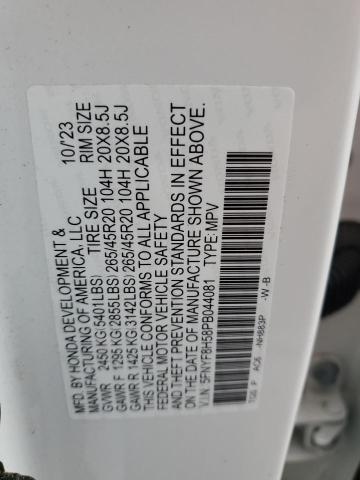 MFD. BY HONDA DEVELOPMENT & 10/23
MANUFACTURING OF AMERICA, LLC
TIRE SIZE RIM SIZE
GVWR 2450 KG(5401LBS)
GAWR F 1295 KG(2855LBS) 265/45R20 104H 20X8.5J
GAWR R 1425 KG(3142LBS) 265/45R20 104H 20X8.5J
THIS VEHICLE CONFORMS TO ALL APPLICABLE
FEDERAL MOTOR VEHICLE SAFETY
AND THEFT PREVENTION STANDARDS IN EFFECT
ON THE DATE OF MANUFACTURE SHOWN ABOVE.
V.I.N: 5FNYF8H58PB044081 TYPE: MPV
TG8 P AC6 -NH883P -W -B